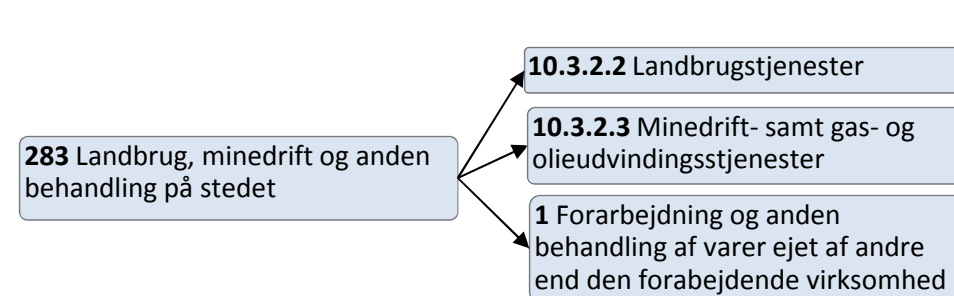 283 Landbrug, minedrift og anden
behandling på stedet
10.3.2.2 Landbrugstjenester
10.3.2.3 Minedrift- samt gas- og
olieudvindingsstjenester
1 Forarbejdning og anden
behandling af varer ejet af andre
end den forabejdende virksomhed